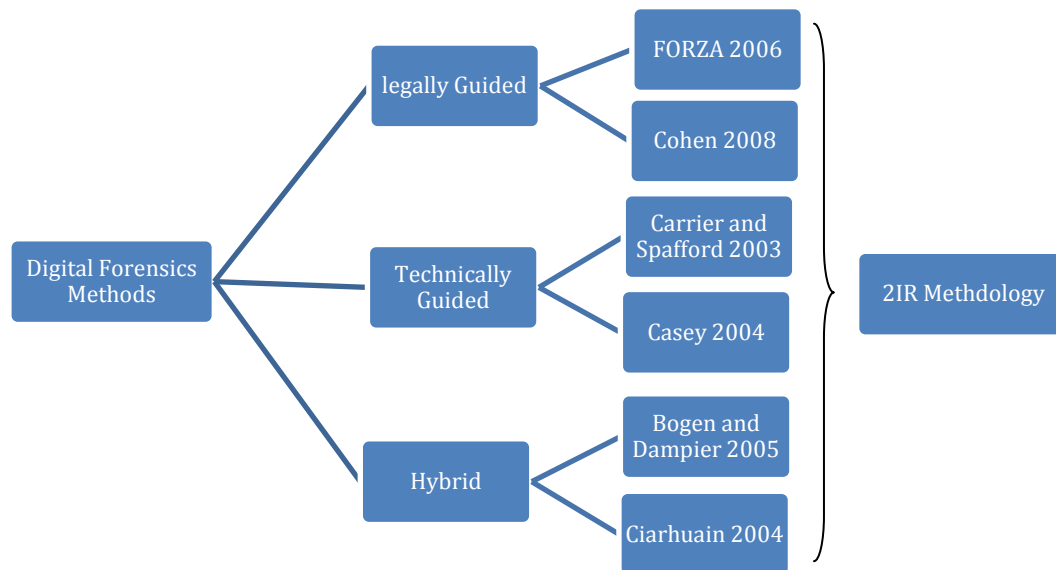 FORZA 2006
legally Guided
Cohen 2008
Carrier and
Spafford 2003
Digital Forensics
Methods
Technically
Guided
2IR Methdology
Casey 2004
Bogen and
Dampier 2005
Hybrid
Ciarhuain 2004